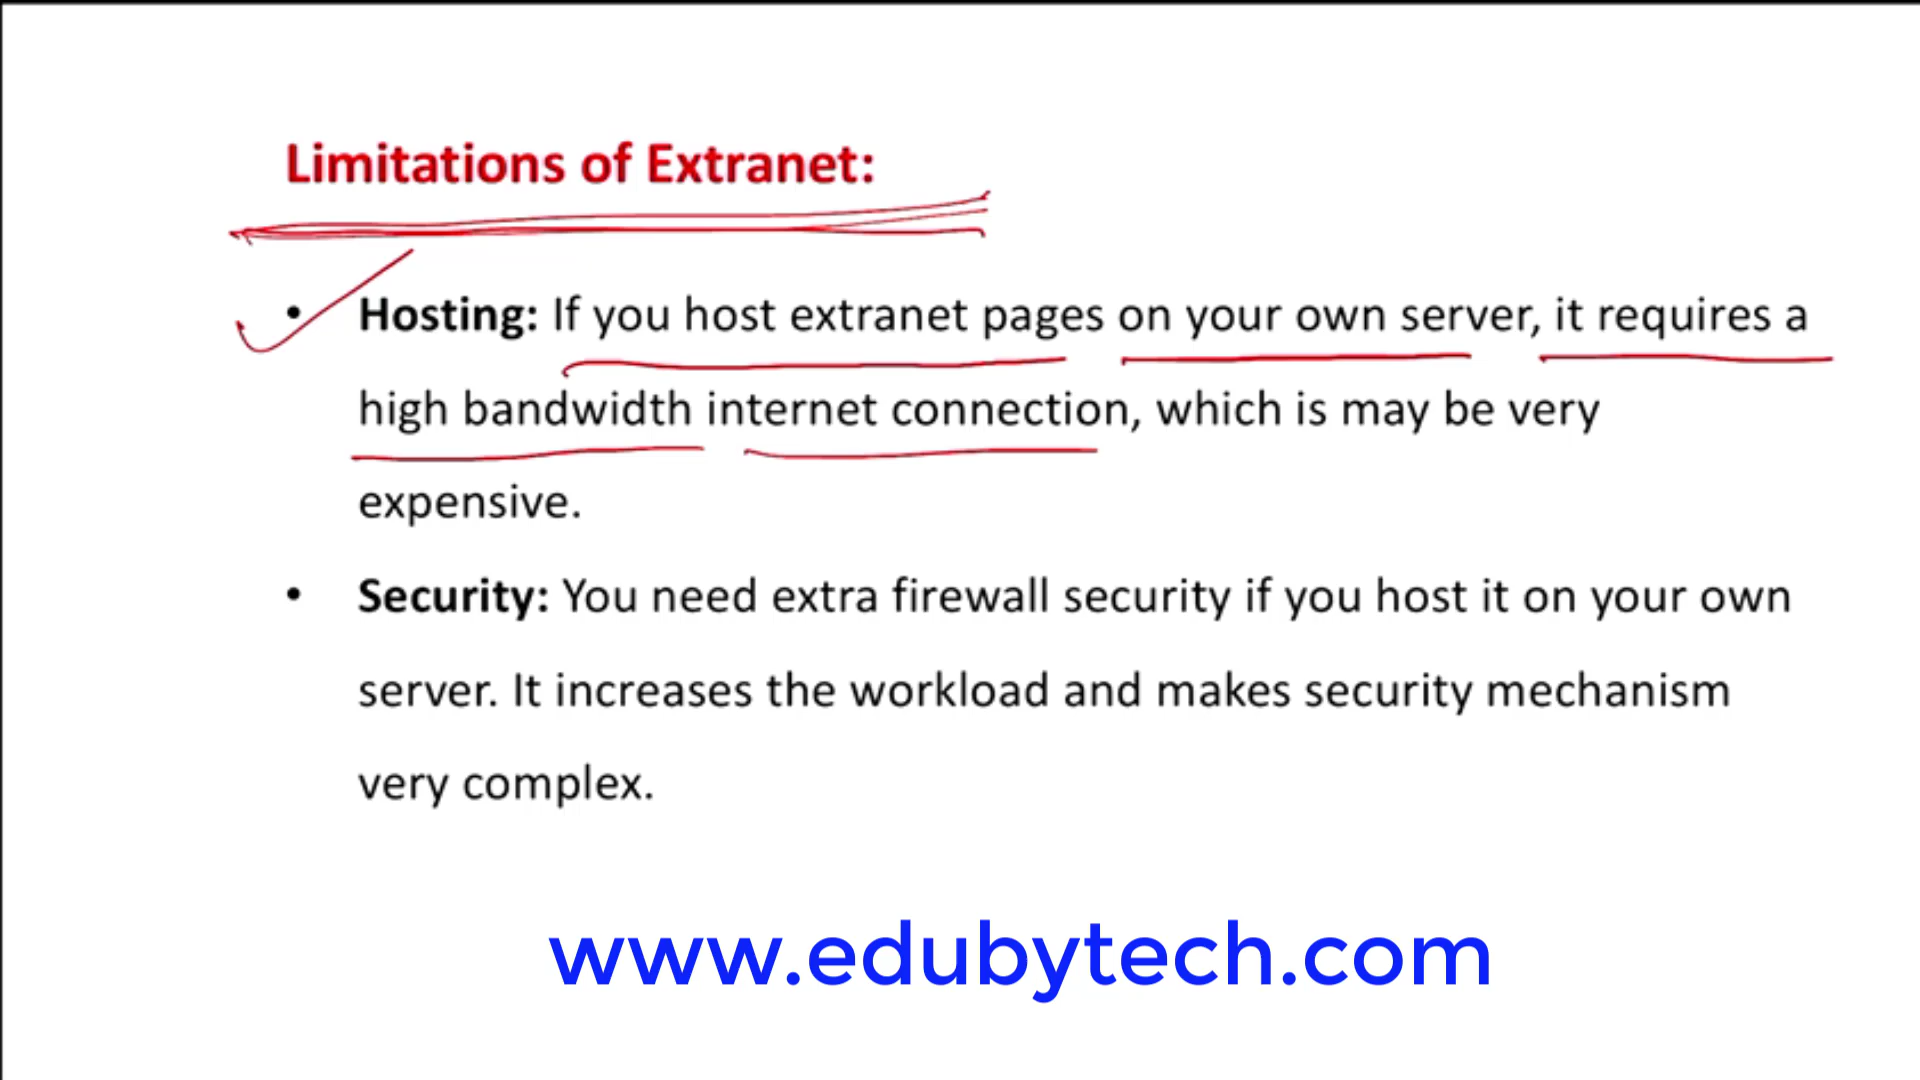 Limitations of Extranet:
• Hosting: If you host extranet pages on your own server, it requires a
high bandwidth internet connection, which is may be very
expensive.
• Security: You need extra firewall security if you host it on your own
server. It increases the workload and makes security mechanism
very complex.
www.edubytech.com